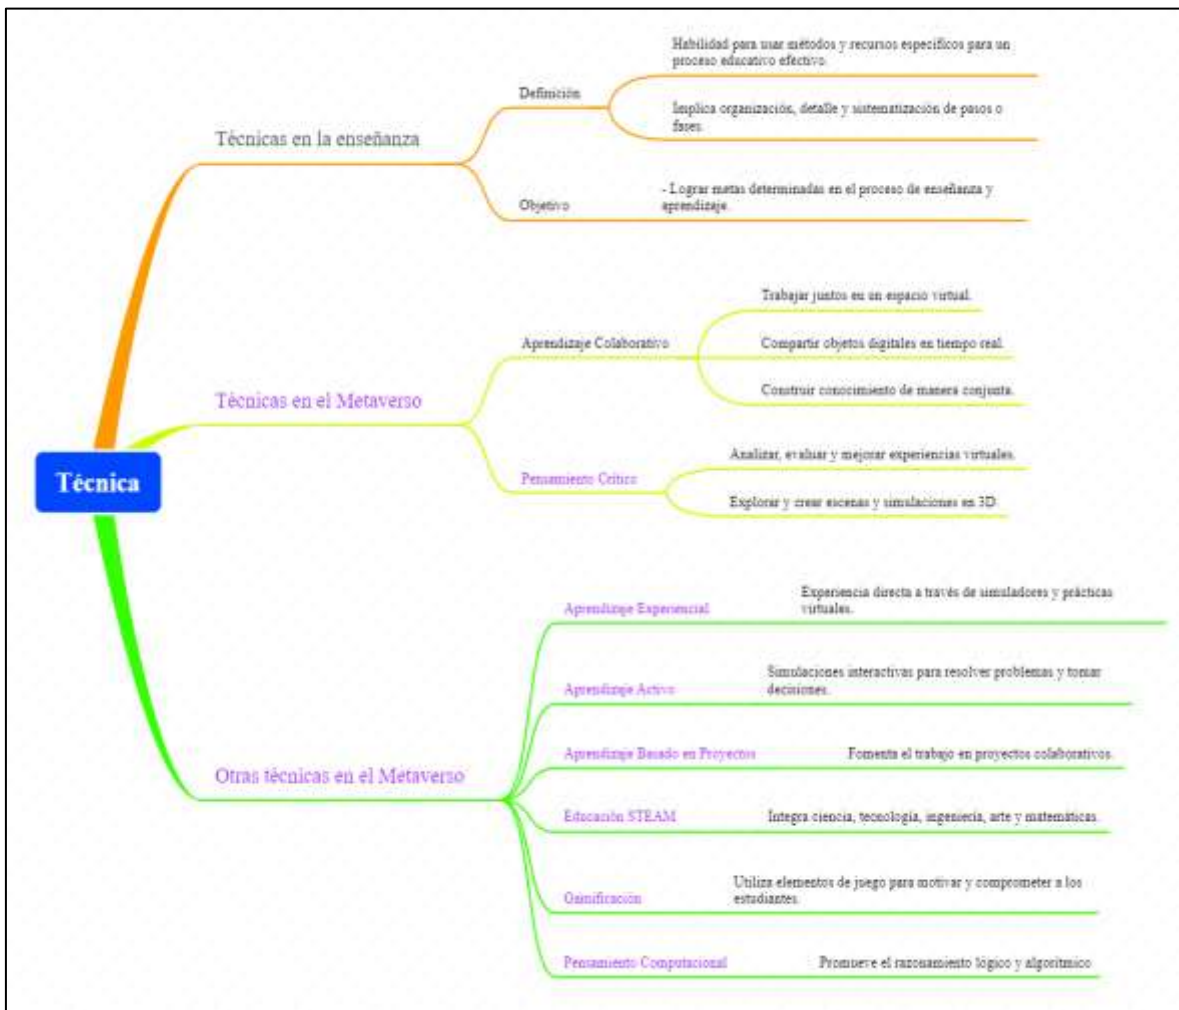 Técnica
Técnicas en la enseñanza
Definición
Habilidad para usar métodos y recursos específicos para un
proceso educativo efectivo.
Implica organización, detalle y sistematización de pasos o
fases.
Objetivo
- Lograr metas determinadas en el proceso de enseñanza y
aprendizaje.
Técnicas en el Metaverso
Aprendizaje Colaborativo
Trabajar juntos en un espacio virtual.
Compartir objetos digitales en tiempo real.
Construir conocimiento de manera conjunta.
Pensamiento Crítico
Analizar, evaluar y mejorar experiencias virtuales.
Explorar y crear escenas y simulaciones en 3D
Otras técnicas en el Metaverso
Aprendizaje Experiencial
Experiencia directa a través de simuladores y prácticas
virtuales.
Aprendizaje Activo
Simulaciones interactivas para resolver problemas y tomar
decisiones.
Aprendizaje Basado en Proyectos
Fomenta el trabajo en proyectos colaborativos.
Educación STEAM
Integra ciencia, tecnología, ingeniería, arte y matemáticas.
Gamificación
Utiliza elementos de juego para motivar y comprometer a los
estudiantes.
Pensamiento Computacional
Promueve el razonamiento lógico y algorítmico